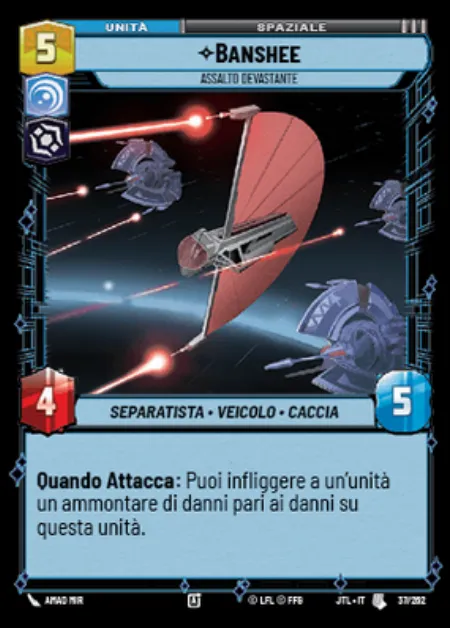 UNITÀ
SPAZIALE
5
BANSHEE
ASSALTO DEVASTANTE
4
SEPARATISTA • VEICOLO • CACCIA
5
Quando Attacca: Puoi infliggere a un'unità
un ammontare di danni pari ai danni su
questa unità.
AMAD MIR
© LFL © FFG
JTL • IT
37/262